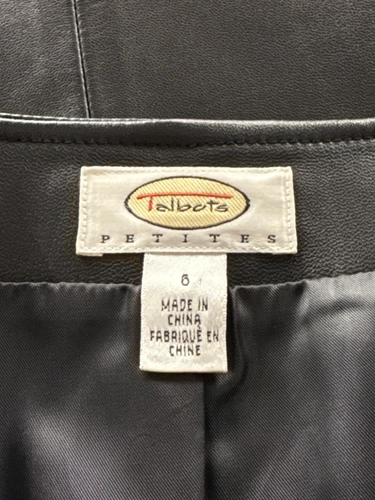 Talbots
PETITES
6
MADE IN
CHINA
FABRIQUÉ EN
CHINE